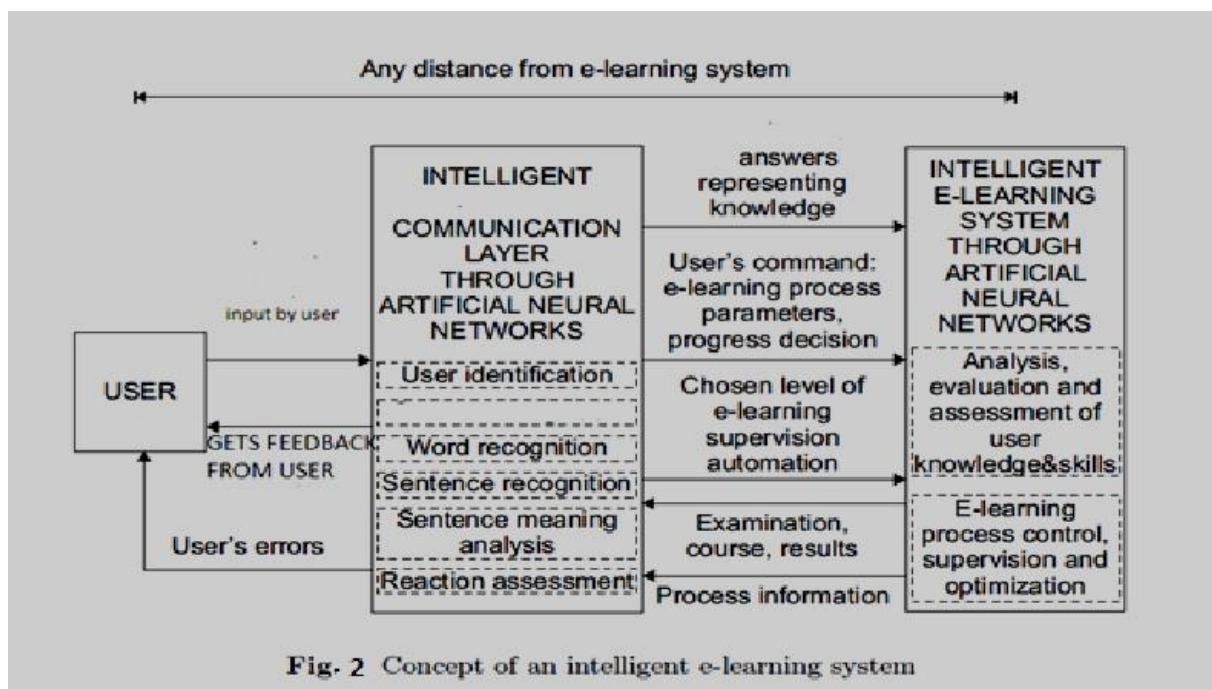 Any distance from e-learning system
USER
input by user
GETS FEEDBACK
FROM USER
User's errors
INTELLIGENT
COMMUNICATION
LAYER
THROUGH
ARTIFICIAL NEURAL
NETWORKS
User identification
Word recognition
Sentence recognition
Sentence meaning
analysis
Reaction assessment
answers
representing
knowledge
User's command:
e-learning process
parameters,
progress decision
Chosen level of
e-learning
supervision
automation
Examination,
course, results
Process information
INTELLIGENT
E-LEARNING
SYSTEM
THROUGH
ARTIFICIAL
NEURAL
NETWORKS
Analysis,
evaluation and
assessment of
user
knowledge&skills
E-learning
process control,
supervision and
optimization
Fig. 2 Concept of an intelligent e-learning system